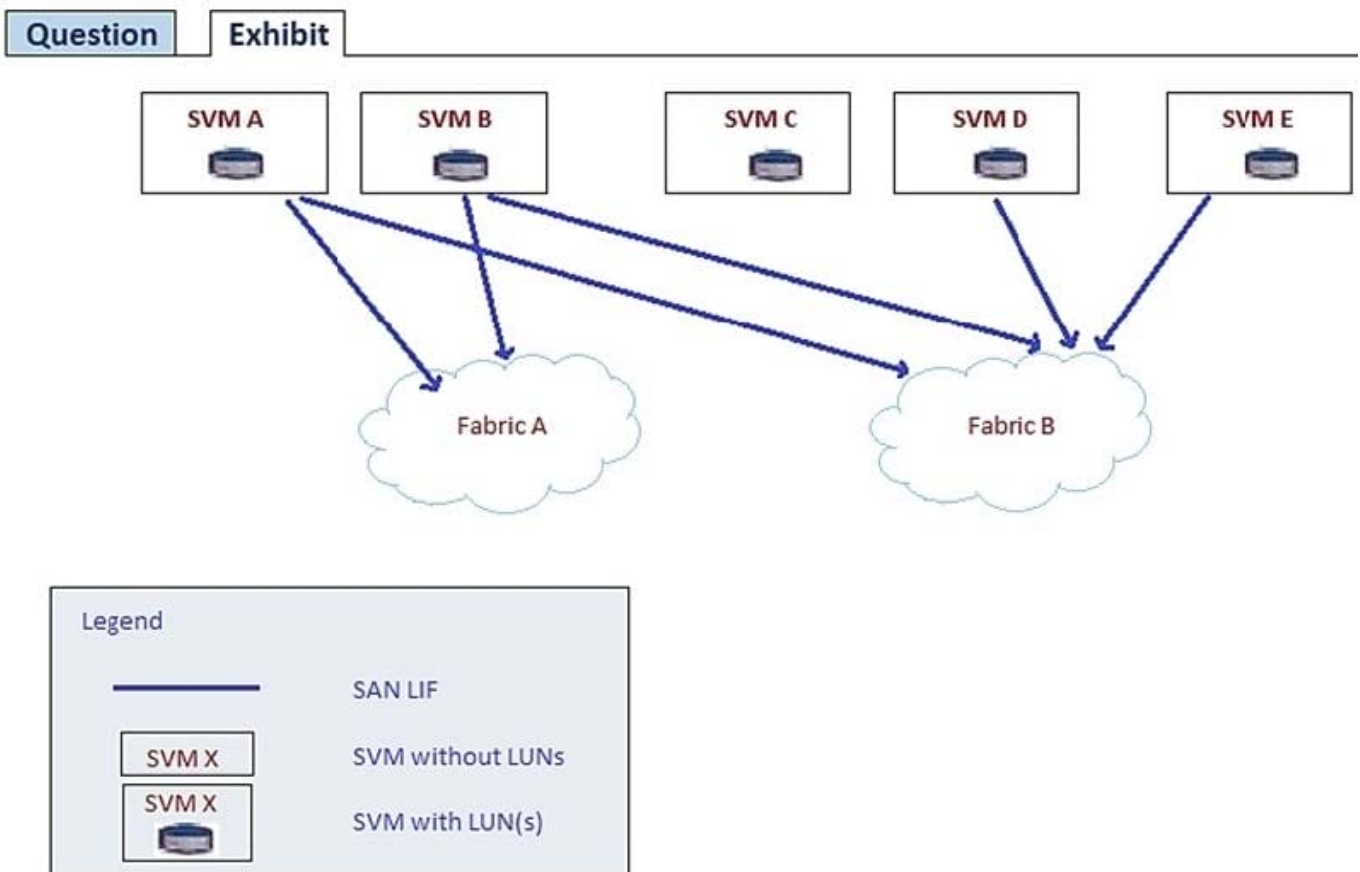 Question Exhibit
SVM A SVM B SVM C SVM D SVM E
Fabric A Fabric B
Legend
SAN LIF
SVM X SVM without LUNs
SVM X
SVM with LUN(s)